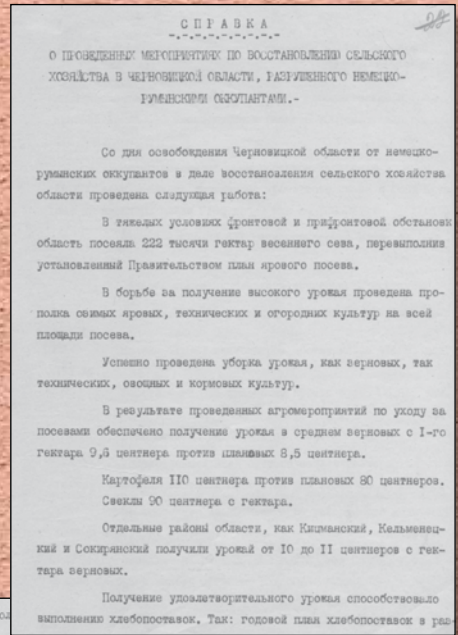 СПРАВКА
-.-.-.-.-.-.-.-.-
О ПРОВЕДЕННЫХ МЕРОПРИЯТИЯХ ПО ВОССТАНОВЛЕНИЮ СЕЛЬСКОГО
ХОЗЯЙСТВА В ЧЕРНОВИЦКОЙ ОБЛАСТИ, РАЗРУШЕННОГО НЕМЕЦКО-
РУМЫНСКИМИ ОККУПАНТАМИ.-
Со дня освобождения Черновицкой области от немецко-
румынских оккупантов в деле восстановления сельского хозяйства
области проведена следующая работа:
В тяжелых условиях фронтовой и прифронтовой обстановк
область посеяла 222 тысячи гектар весеннего сева, перевыполнив
установленный Правительством план ярового посева.
В борьбе за получение высокого урожая проведена про-
полка озимых яровых, технических и огородних культур на всей
площади посева.
Успешно проведена уборка урожая, как зерновых, так
технических, овощных и кормовых культур.
В результате проведенных агромероприятий по уходу за
посевами обеспечено получение урожая в среднем зерновых с I-го
гектара 9,6 центнера против плановых 8,5 центнера.
Картофеля IIO центнера против плановых 80 центнеров.
Свеклы 90 центнера с гектара.
Отдельные районы области, как Кицманский, Кельменец-
кий и Сокирянский получили урожай от IO до II центнеров с гек-
тара зерновых.
Получение удовлетворительного урожая способствовало
выполнению хлебопоставок. Так: годовой план хлебопоставок в раз-